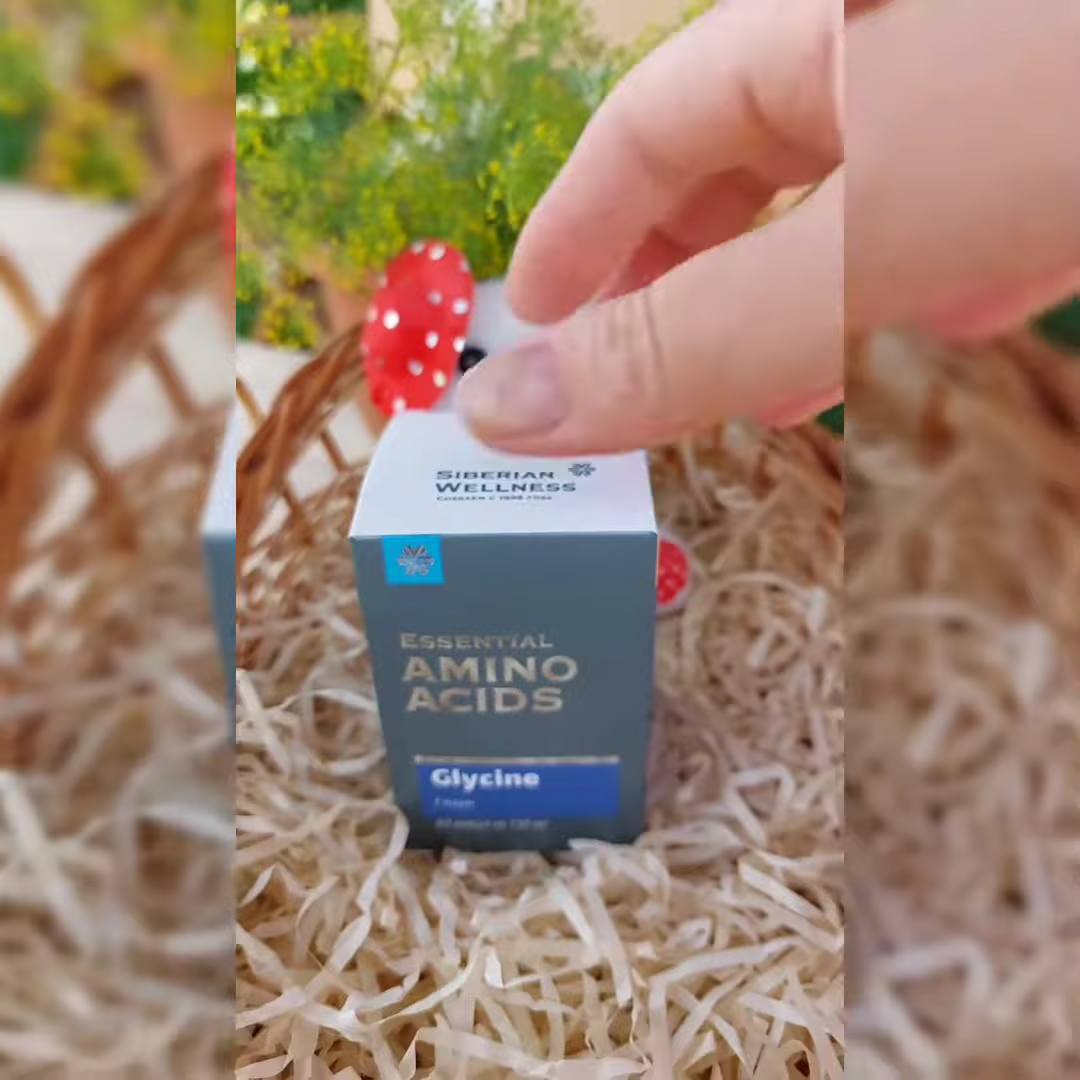 SIBERIAN
WELLNESS
ESSENTIAL
AMINO
ACIDS
Glycine